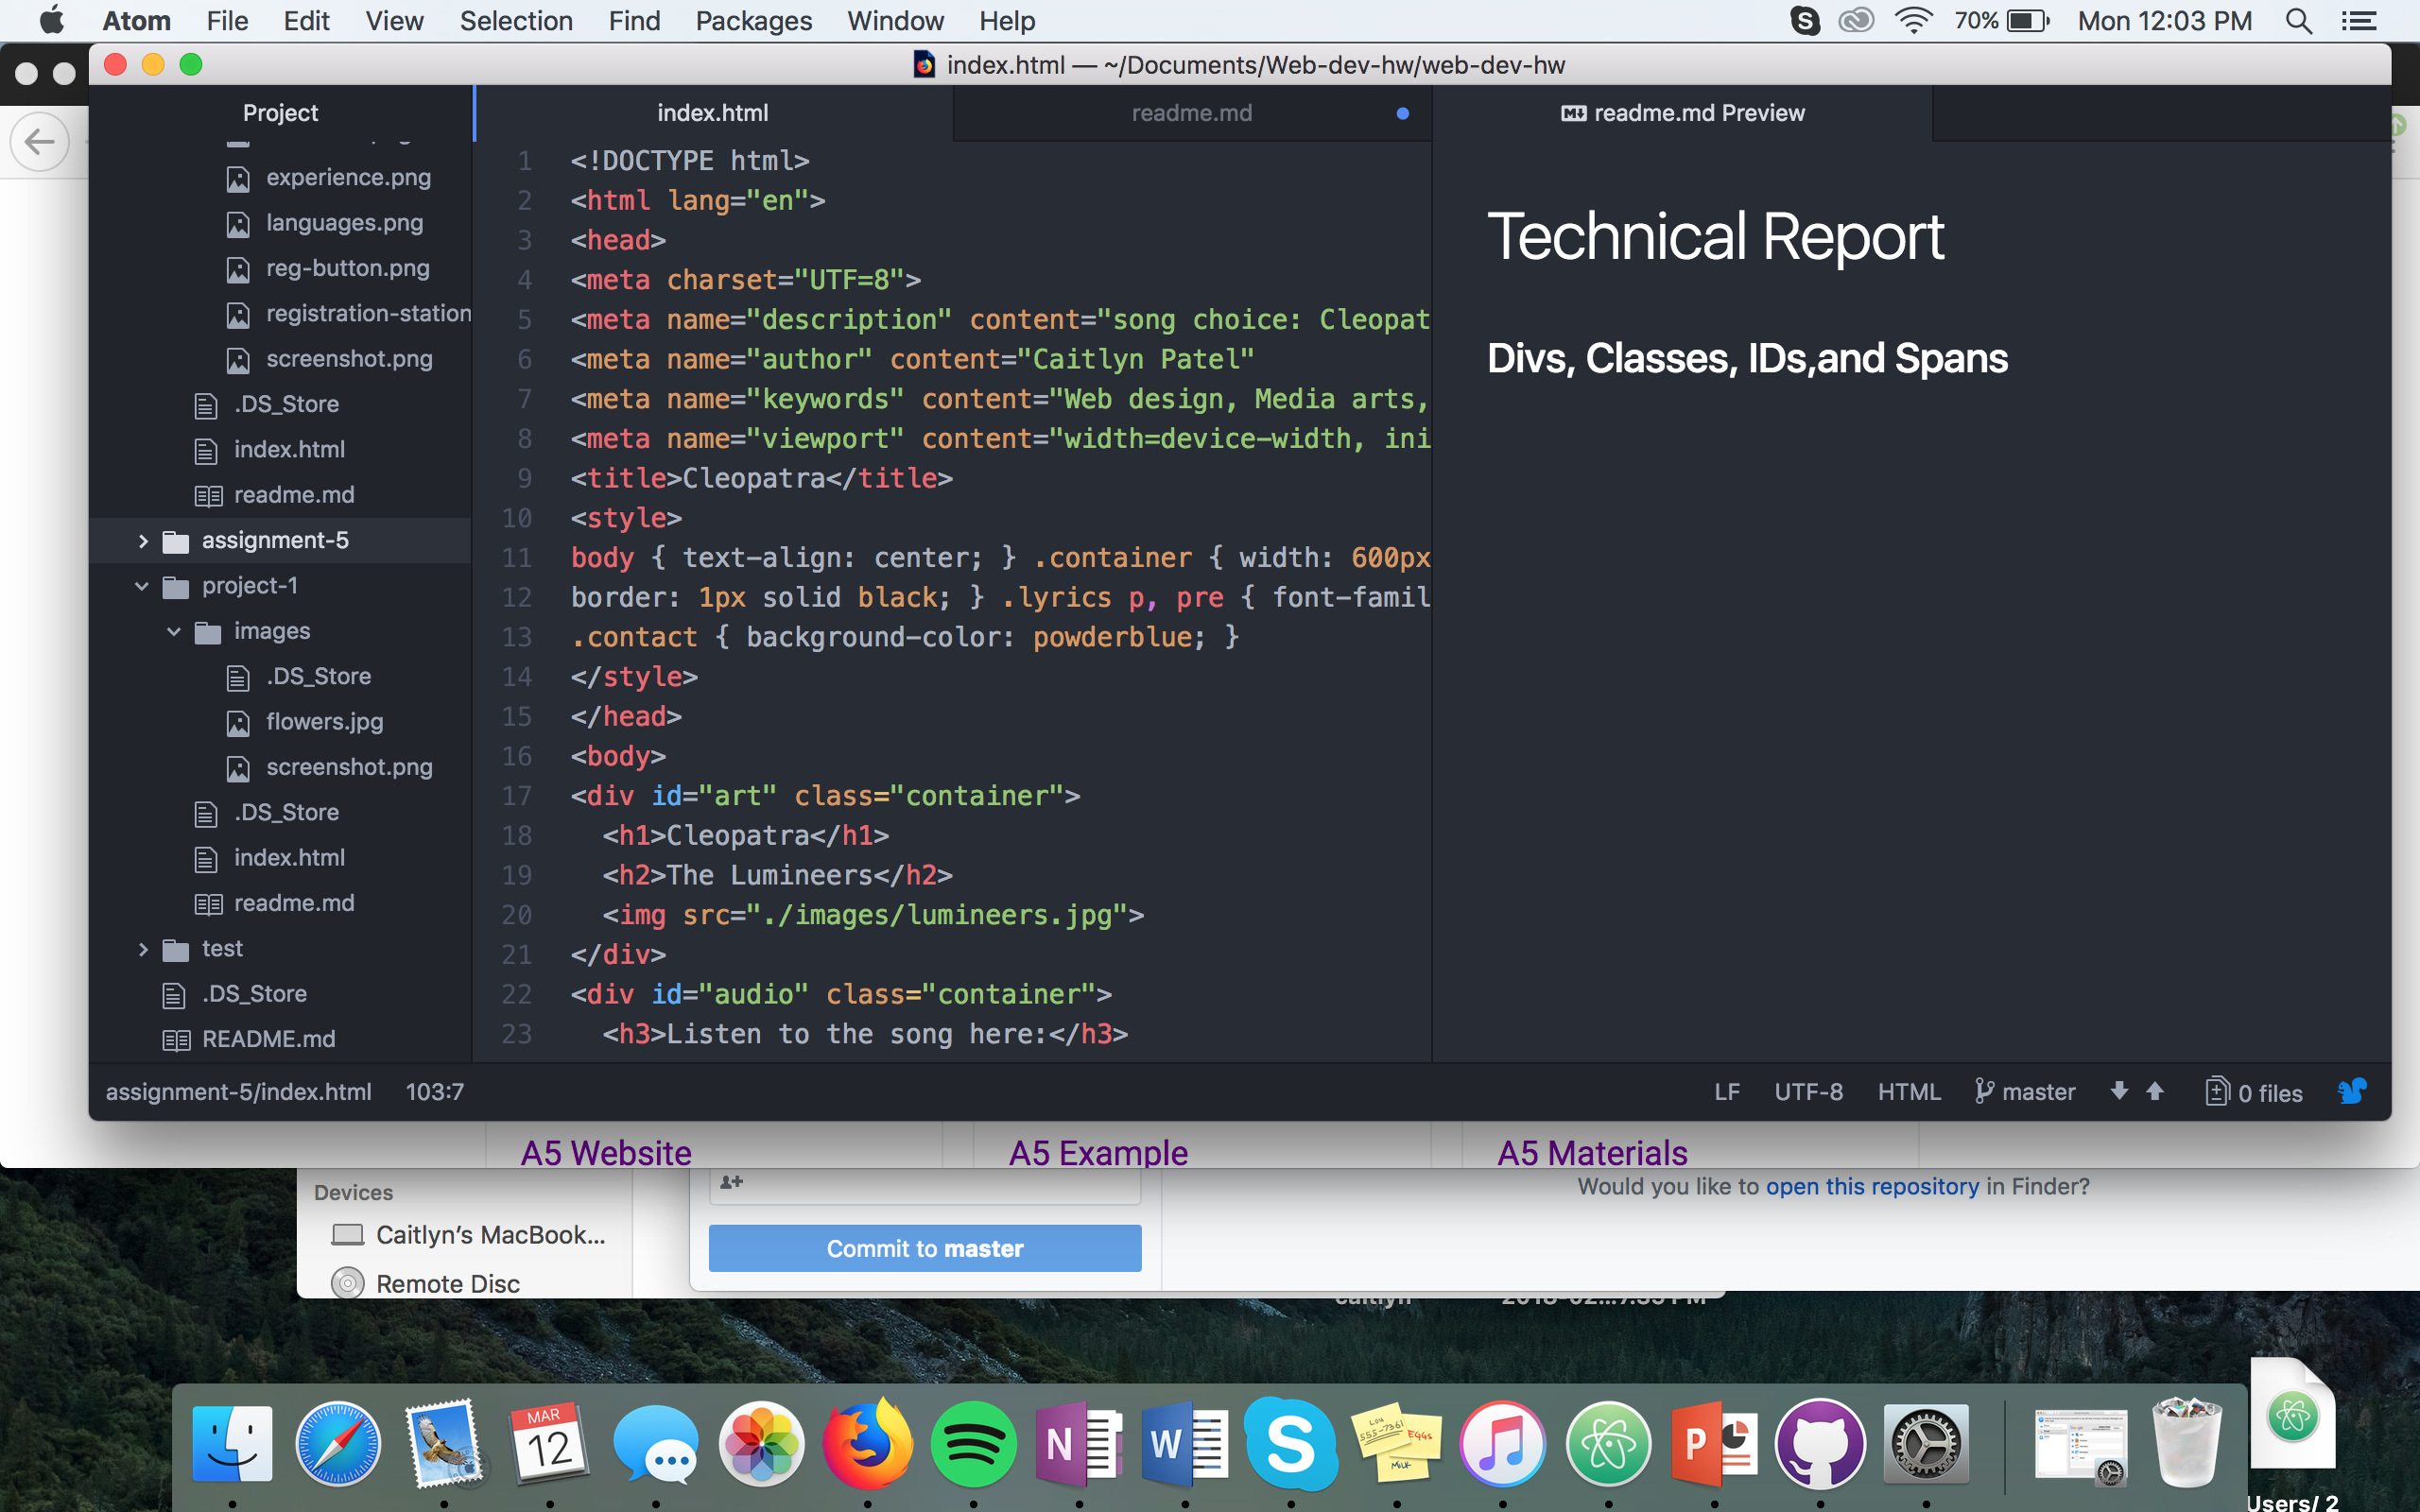 Atom File Edit View Selection Find Packages Window Help
70% Mon 12:03 PM
index.html — ~/Documents/Web-dev-hw/web-dev-hw
Project
experience.png
languages.png
reg-button.png
registration-station
screenshot.png
.DS_Store
index.html
readme.md
assignment-5
project-1
images
.DS_Store
flowers.jpg
screenshot.png
.DS_Store
index.html
readme.md
test
.DS_Store
README.md
index.html
readme.md
1 <!DOCTYPE html>
2 <html lang="en">
3 <head>
4 <meta charset="UTF=8">
5 <meta name="description" content="song choice: Cleopat
6 <meta name="author" content="Caitlyn Patel"
7 <meta name="keywords" content="Web design, Media arts,
8 <meta name="viewport" content="width=device-width, ini
9 <title>Cleopatra</title>
10 <style>
11 body { text-align: center; } .container { width: 600px
12 border: 1px solid black; } .lyrics p, pre { font-famil
13 .contact { background-color: powderblue; }
14 </style>
15 </head>
16 <body>
17 <div id="art" class="container">
18 <h1>Cleopatra</h1>
19 <h2>The Lumineers</h2>
20 <img src="./images/lumineers.jpg">
21 </div>
22 <div id="audio" class="container">
23 <h3>Listen to the song here:</h3>
readme.md Preview
Technical Report
Divs, Classes, IDs,and Spans
assignment-5/index.html 103:7
LF UTF-8 HTML master 0 files
A5 Website
A5 Example
A5 Materials
Devices
Caitlyn’s MacBook...
Remote Disc
Commit to master
Would you like to open this repository in Finder?
MAR
12
N
W
S
P
Users/ 2